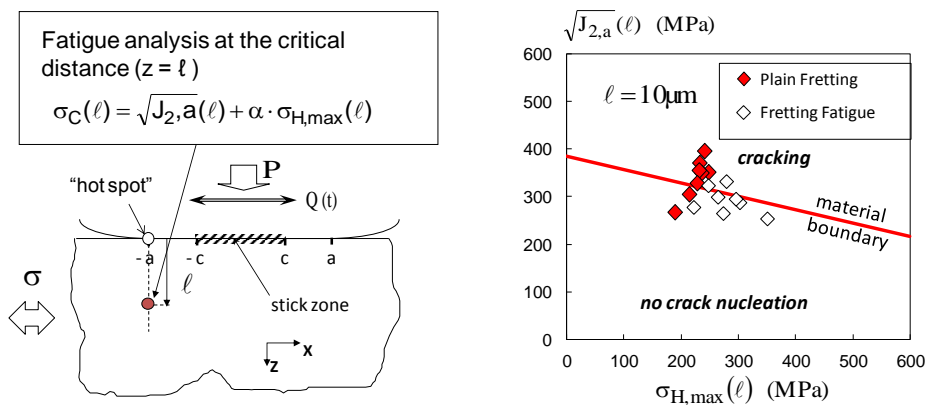 Fatigue analysis at the critical
distance (z = ℓ)
σC(ℓ) = √J2,a(ℓ) + α·σH,max(ℓ)
P
"hot spot"
Q(t)
-a
-c
c
a
ℓ
σ
stick zone
x
z
√J2,a(ℓ) (MPa)
600
500
400
300
200
100
0
Plain Fretting
Fretting Fatigue
ℓ = 10μm
cracking
material
boundary
no crack nucleation
0 100 200 300 400 500 600
σH,max(ℓ) (MPa)